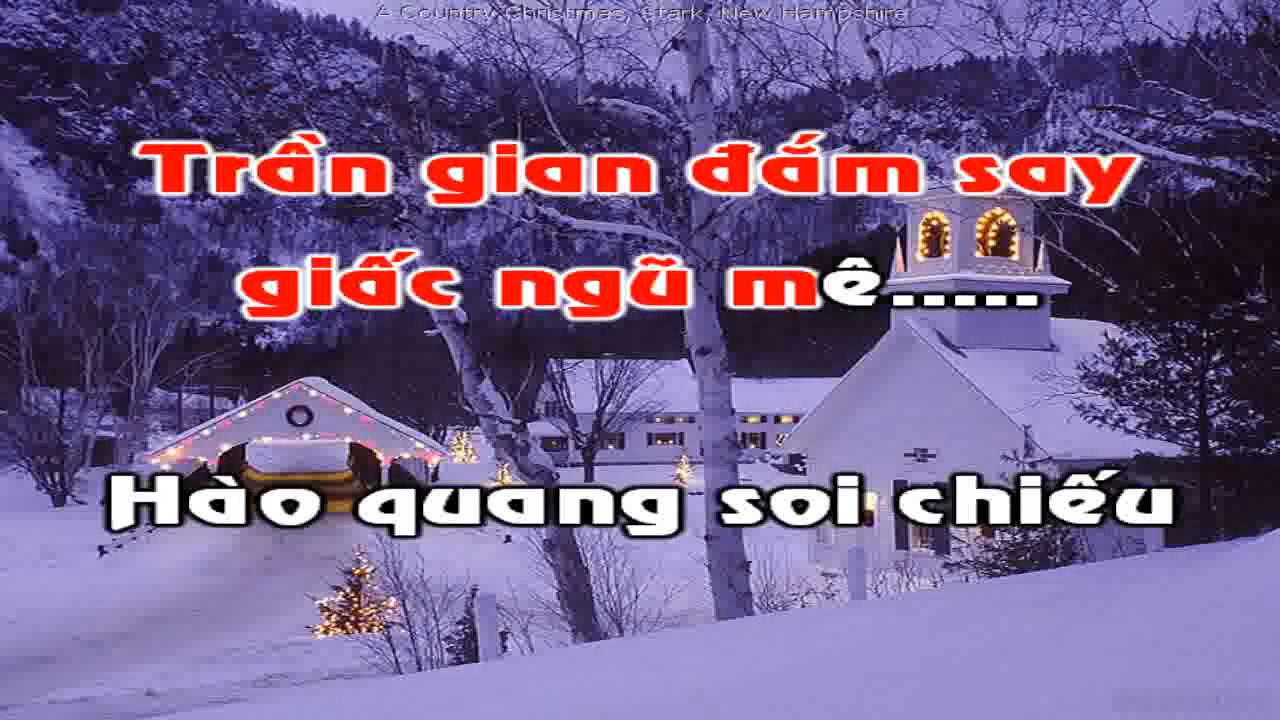 A Country Christmas, Stark, New Hampshire
Trần gian đắm say
giấc ngũ mê.....
Hào quang soi chiếu